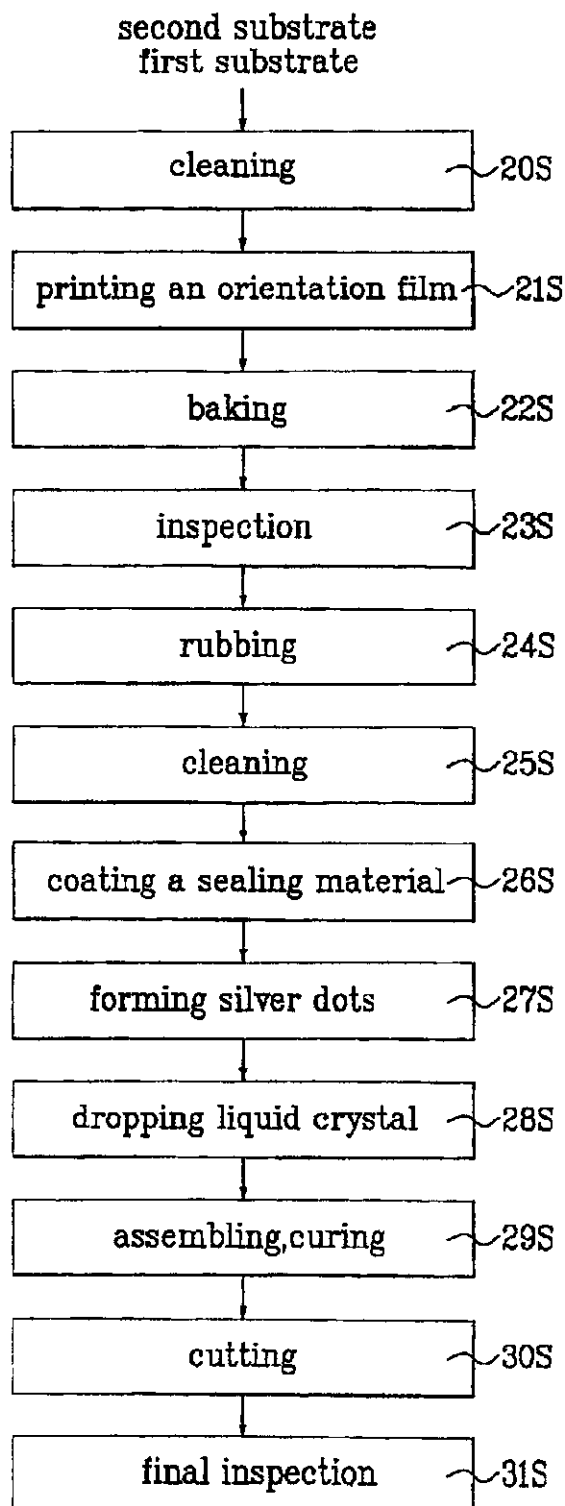 second substrate
first substrate
cleaning 20S
printing an orientation film 21S
baking 22S
inspection 23S
rubbing 24S
cleaning 25S
coating a sealing material 26S
forming silver dots 27S
dropping liquid crystal 28S
assembling,curing 29S
cutting 30S
final inspection 31S